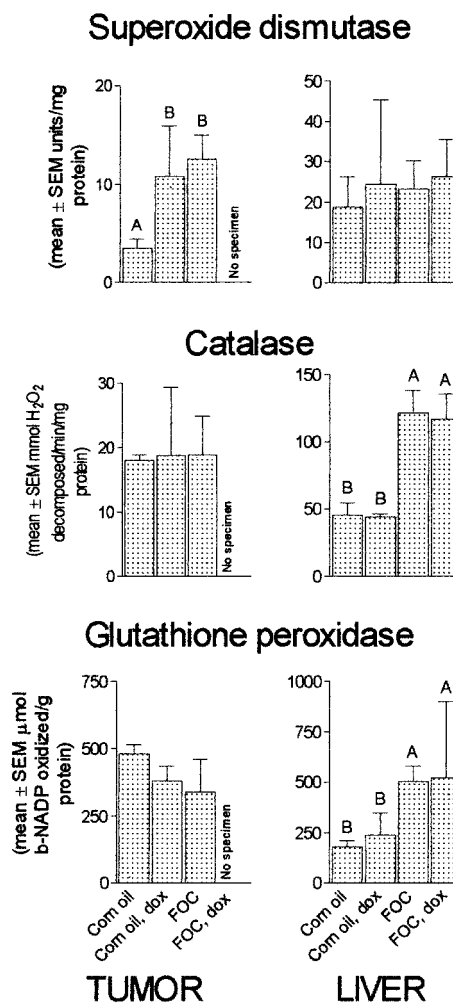 Superoxide dismutase
(mean ± SEM units/mg
protein)
20
10
0
A
B
B
No specimen
50
40
30
20
10
0
Catalase
(mean ± SEM mmol H₂O₂
decomposed/min/mg
protein)
30
20
10
0
No specimen
150
100
50
0
B
B
A
A
Glutathione peroxidase
(mean ± SEM µmol
b-NADP oxidized/g
protein)
750
500
250
0
No specimen
1000
750
500
250
0
B
B
A
A
Corn oil
Corn oil, dox
FOC
FOC, dox
Corn oil
Corn oil, dox
FOC
FOC, dox
TUMOR
LIVER